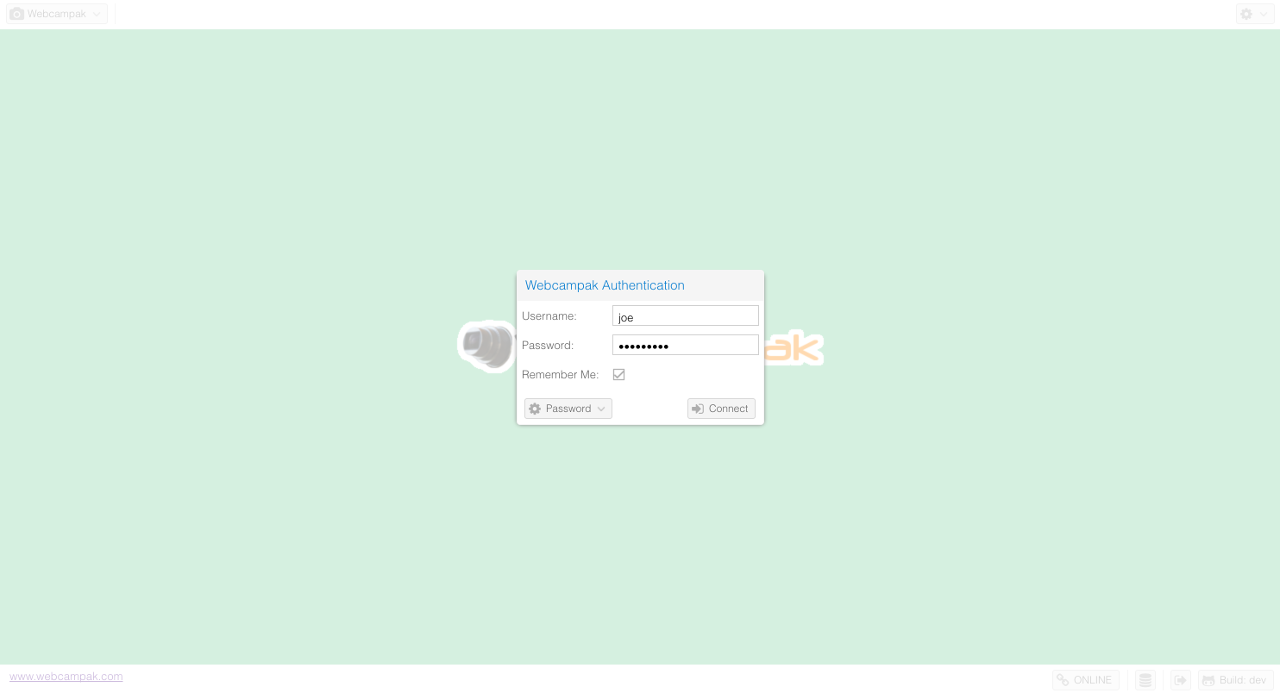 Webcampak
Webcampak Authentication
Username: joe
Password: •••••••••
ak
Remember Me:
Password Connect
www.webcampak.com ONLINE Build: dev